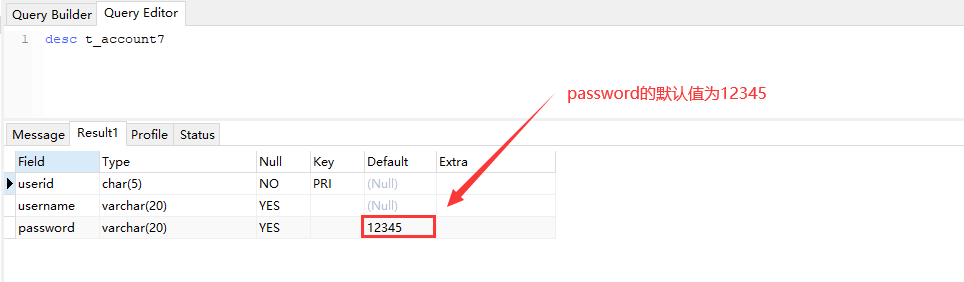 Query Builder Query Editor
1 desc t_account7
password的默认值为12345
Message Result1 Profile Status
Field Type Null Key Default Extra
userid char(5) NO PRI (Null)
username varchar(20) YES (Null)
password varchar(20) YES 12345